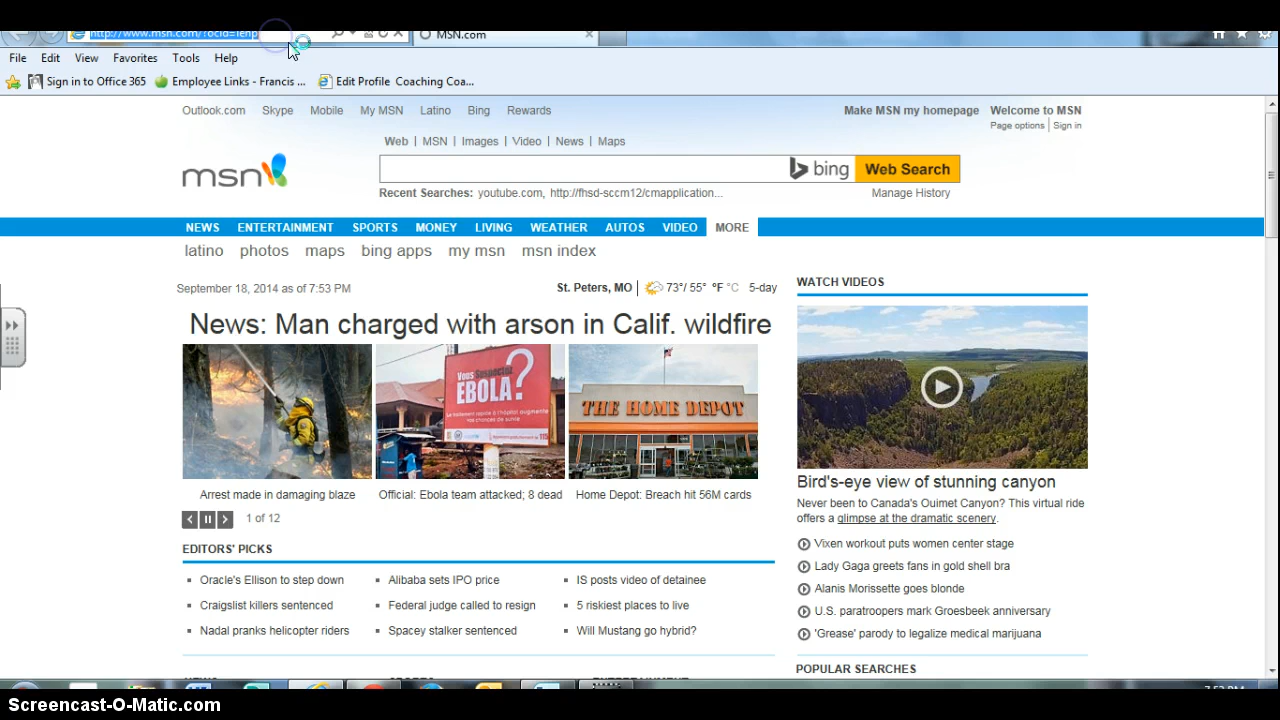 http://www.msn.com/?ocid=iehp
MSN.com
File Edit View Favorites Tools Help
Sign in to Office 365 Employee Links - Francis ... Edit Profile Coaching Coa...
Outlook.com Skype Mobile My MSN Latino Bing Rewards Make MSN my homepage Welcome to MSN
Page options Sign in
Web MSN Images Video News Maps
msn bing Web Search
Recent Searches: youtube.com, http://fhsd-sccm12/cmapplication... Manage History
NEWS ENTERTAINMENT SPORTS MONEY LIVING WEATHER AUTOS VIDEO MORE
latino photos maps bing apps my msn msn index
September 18, 2014 as of 7:53 PM St. Peters, MO 73°/ 55° °F °C 5-day
News: Man charged with arson in Calif. wildfire
Vous Suspectez
EBOLA?
THE HOME DEPOT
Arrest made in damaging blaze Official: Ebola team attacked; 8 dead Home Depot: Breach hit 56M cards
1 of 12
EDITORS' PICKS
Oracle's Ellison to step down Alibaba sets IPO price IS posts video of detainee
Craigslist killers sentenced Federal judge called to resign 5 riskiest places to live
Nadal pranks helicopter riders Spacey stalker sentenced Will Mustang go hybrid?
WATCH VIDEOS
Bird's-eye view of stunning canyon
Never been to Canada's Ouimet Canyon? This virtual ride
offers a glimpse at the dramatic scenery.
Vixen workout puts women center stage
Lady Gaga greets fans in gold shell bra
Alanis Morissette goes blonde
U.S. paratroopers mark Groesbeek anniversary
'Grease' parody to legalize medical marijuana
POPULAR SEARCHES
7:53 PM
Screencast-O-Matic.com